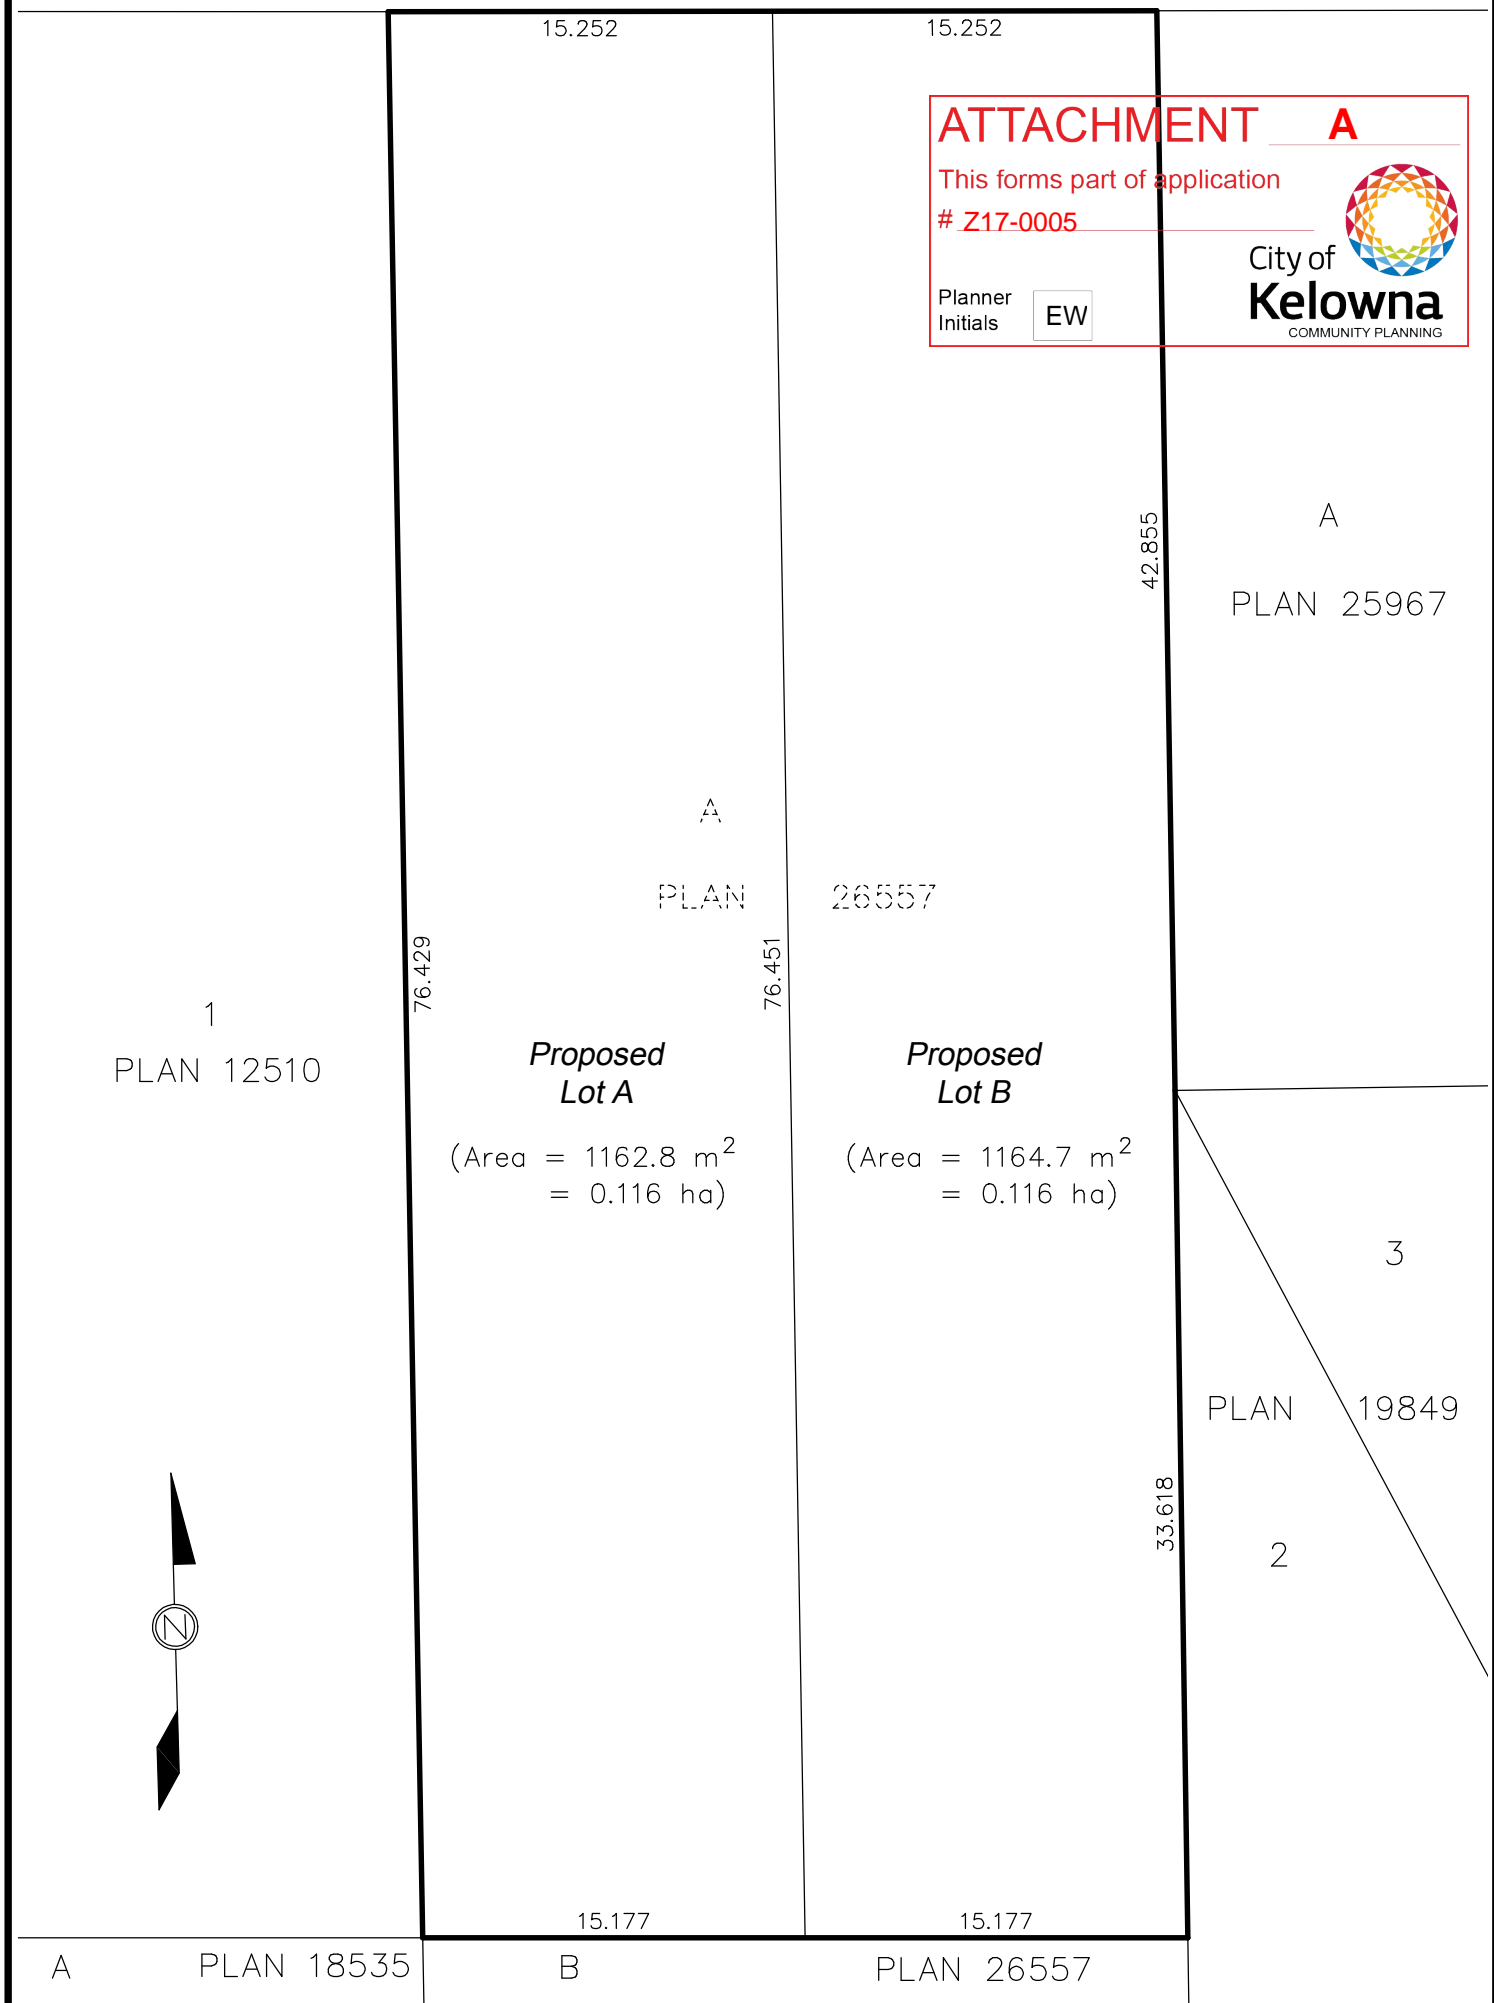 15.252
15.252
ATTACHMENT A
This forms part of application
# Z17-0005
City of
Kelowna
COMMUNITY PLANNING
Planner
Initials
EW
42.855
A
PLAN 25967
A
PLAN 26557
76.429
76.451
1
PLAN 12510
Proposed
Lot A
(Area = 1162.8 m²
= 0.116 ha)
Proposed
Lot B
(Area = 1164.7 m²
= 0.116 ha)
3
PLAN 19849
33.618
2
N
15.177
15.177
A
PLAN 18535
B
PLAN 26557